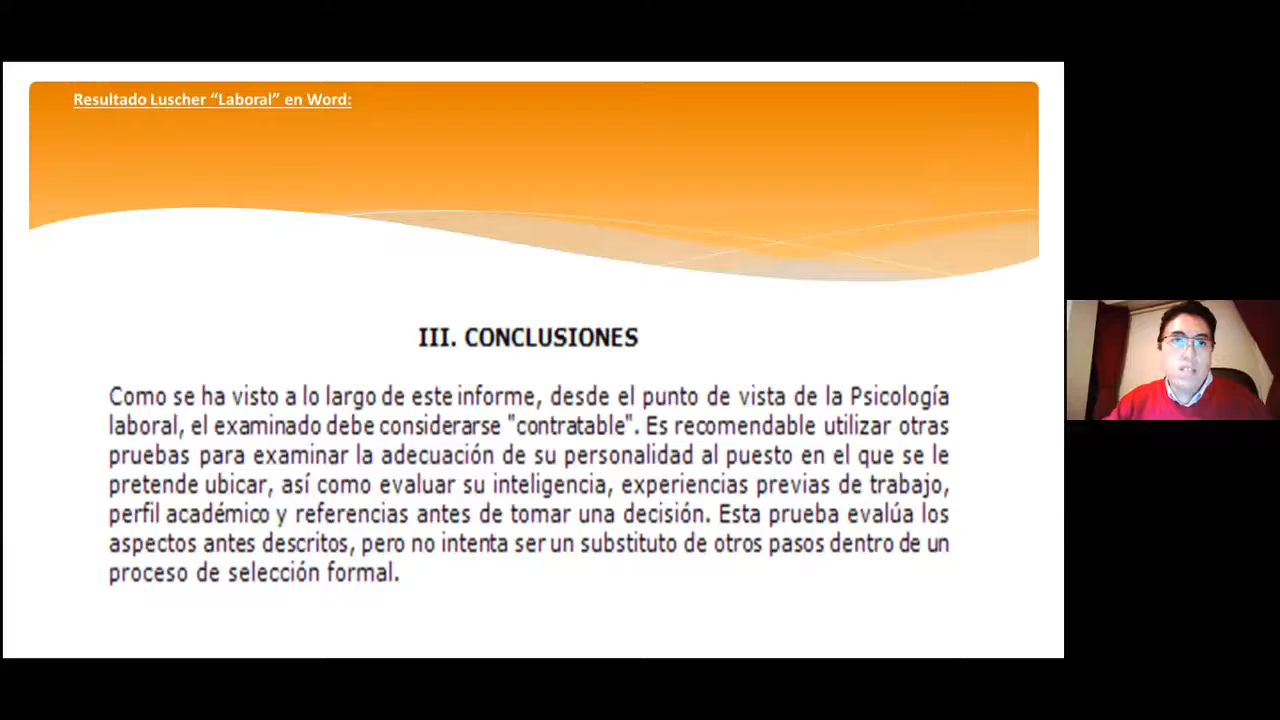 Resultado Luscher “Laboral” en Word:
III. CONCLUSIONES
Como se ha visto a lo largo de este informe, desde el punto de vista de la Psicología
laboral, el examinado debe considerarse "contratable". Es recomendable utilizar otras
pruebas para examinar la adecuación de su personalidad al puesto en el que se le
pretende ubicar, así como evaluar su inteligencia, experiencias previas de trabajo,
perfil académico y referencias antes de tomar una decisión. Esta prueba evalúa los
aspectos antes descritos, pero no intenta ser un substituto de otros pasos dentro de un
proceso de selección formal.